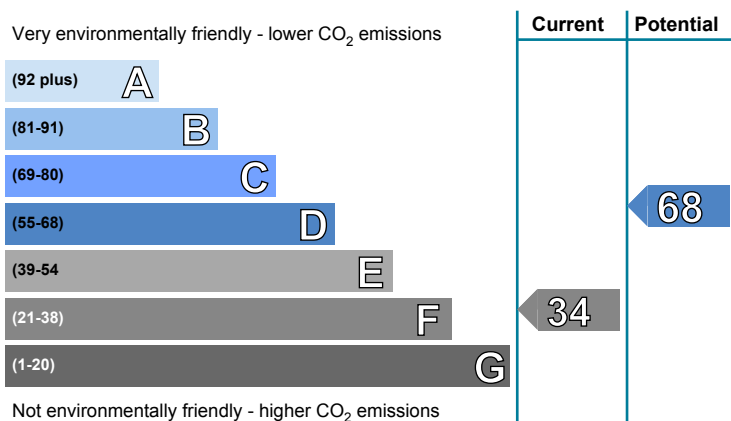 Current Potential
Very environmentally friendly - lower CO2 emissions
(92 plus) A
(81-91) B
(69-80) C
(55-68) D
68
(39-54 E
(21-38) F
34
(1-20) G
Not environmentally friendly - higher CO2 emissions